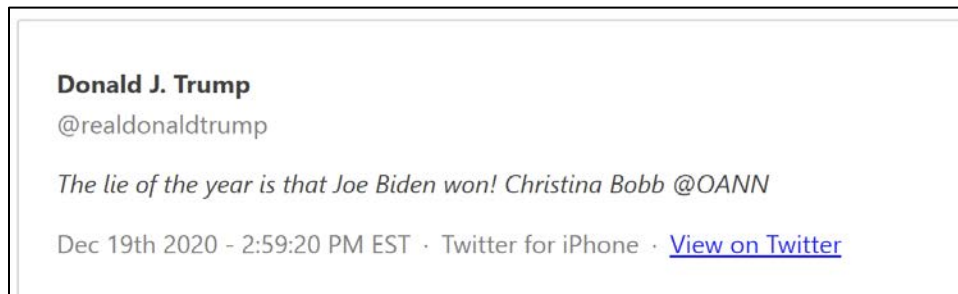 Donald J. Trump
@realdonaldtrump
The lie of the year is that Joe Biden won! Christina Bobb @OANN
Dec 19th 2020 - 2:59:20 PM EST · Twitter for iPhone · View on Twitter